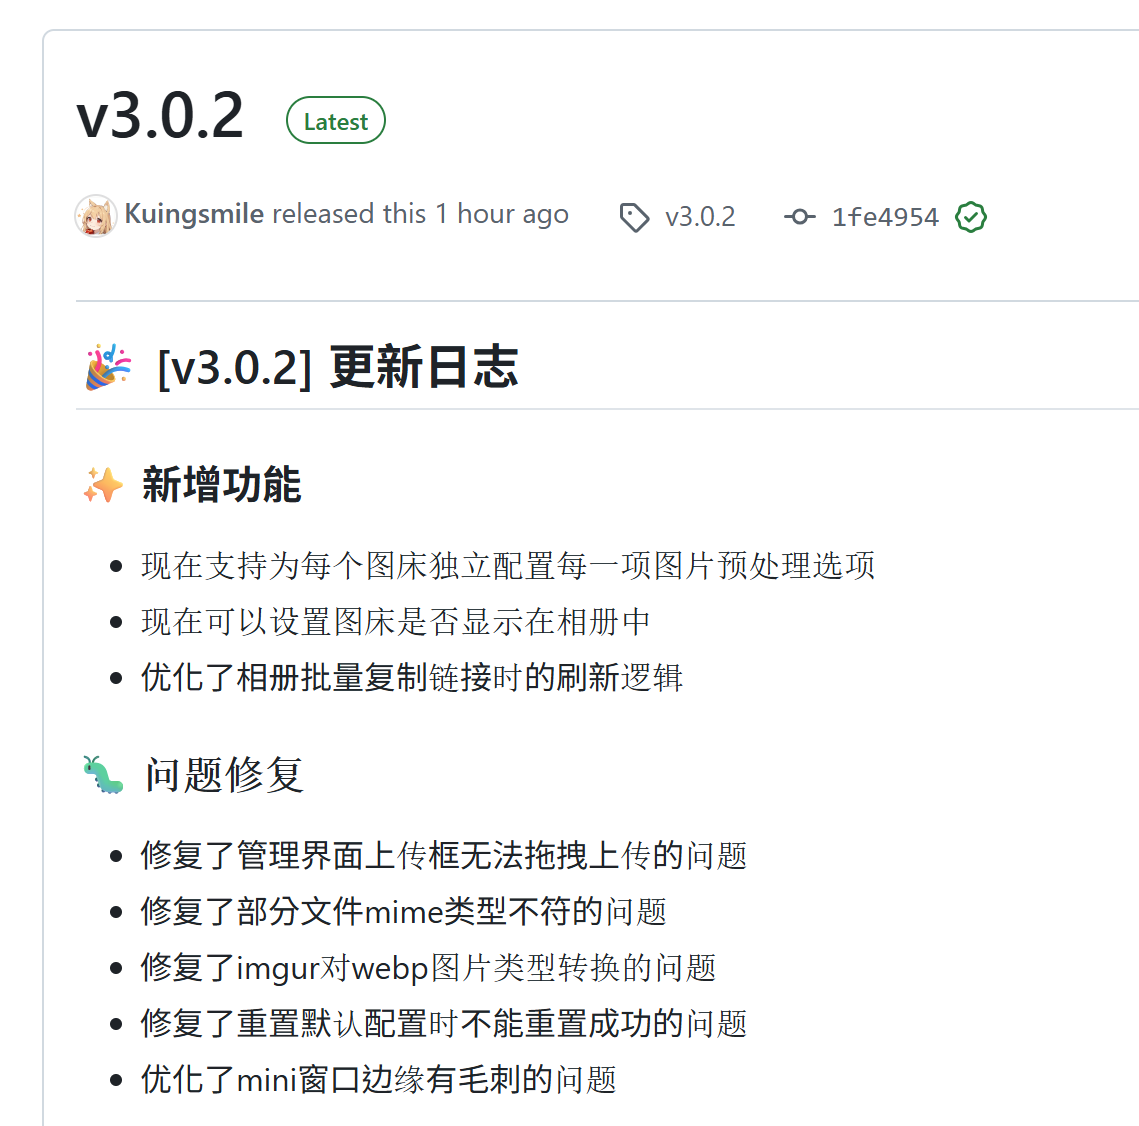 v3.0.2 Latest
Kuingsmile released this 1 hour ago v3.0.2 1fe4954
🎉 [v3.0.2] 更新日志
✨ 新增功能
• 现在支持为每个图床独立配置每一项图片预处理选项
• 现在可以设置图床是否显示在相册中
• 优化了相册批量复制链接时的刷新逻辑
🐛 问题修复
• 修复了管理界面上传框无法拖拽上传的问题
• 修复了部分文件mime类型不符的问题
• 修复了imgur对webp图片类型转换的问题
• 修复了重置默认配置时不能重置成功的问题
• 优化了mini窗口边缘有毛刺的问题